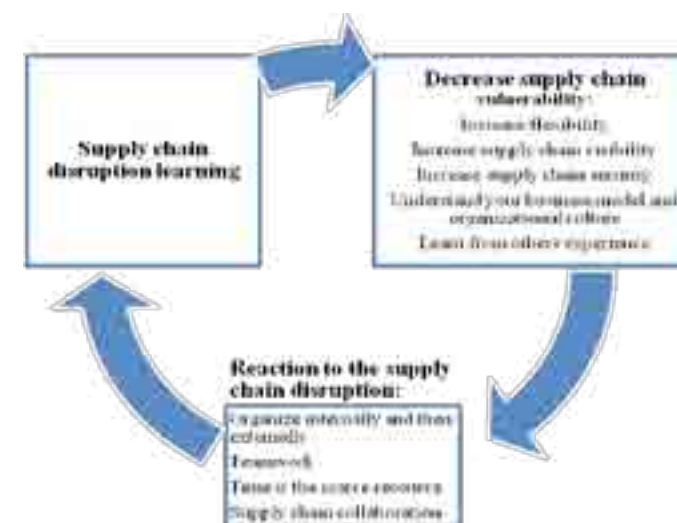 Supply chain
disruption learning
Decrease supply chain
vulnerability:
Increase flexibility
Increase supply chain visibility
Increase supply chain security
Understand your business model and
organizational culture
Learn from others experience
Reaction to the supply
chain disruption:
Organize internally and then
externally
Teamwork
Time is the scarce resource
Supply chain collaboration